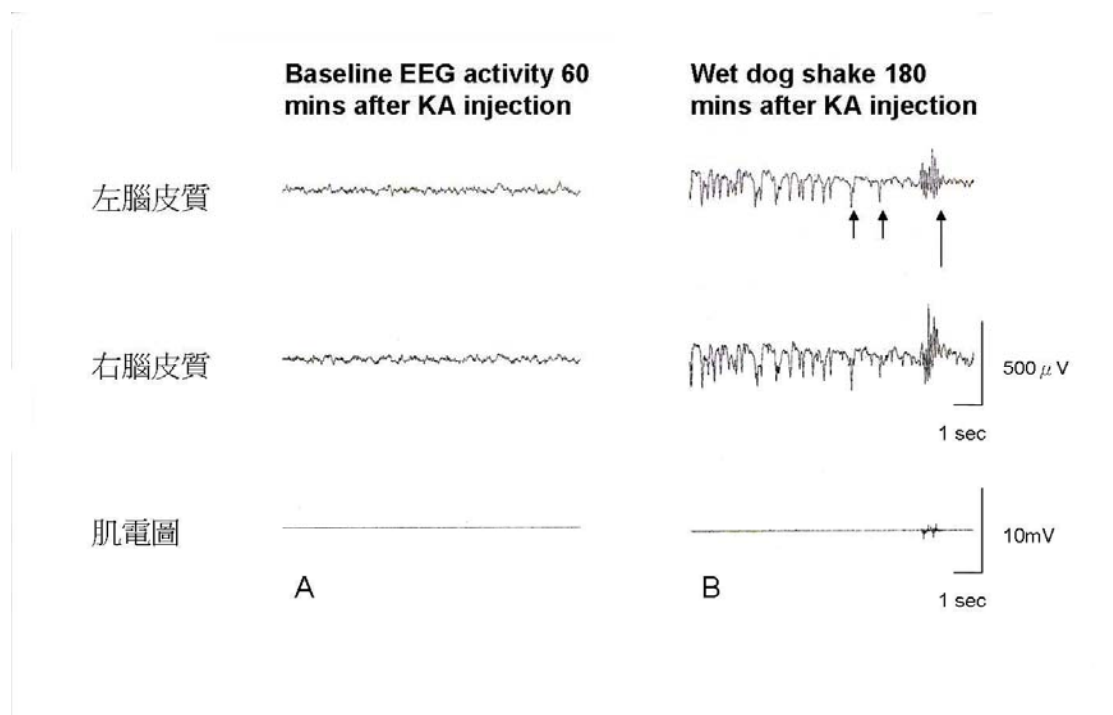 Baseline EEG activity 60
mins after KA injection
Wet dog shake 180
mins after KA injection
左腦皮質
右腦皮質
500 μV
1 sec
肌電圖
10mV
1 sec
A
B